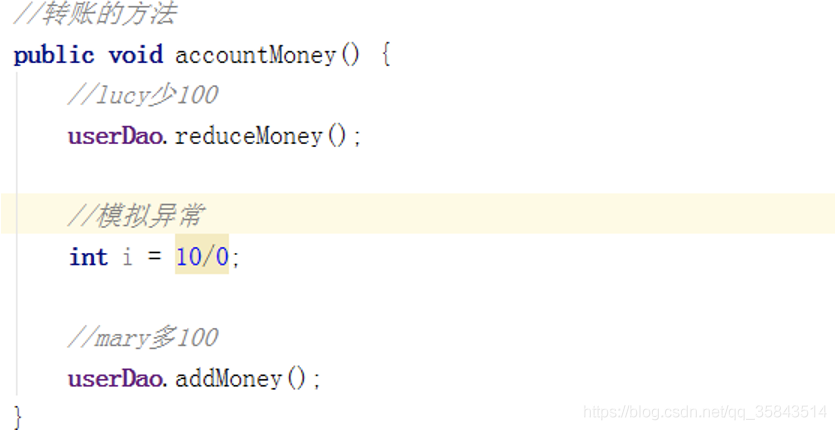 //转账的方法
public void accountMoney() {
//lucy少100
userDao.reduceMoney();
//模拟异常
int i = 10/0;
//mary多100
userDao.addMoney();
}
https://blog.csdn.net/qq_35843514